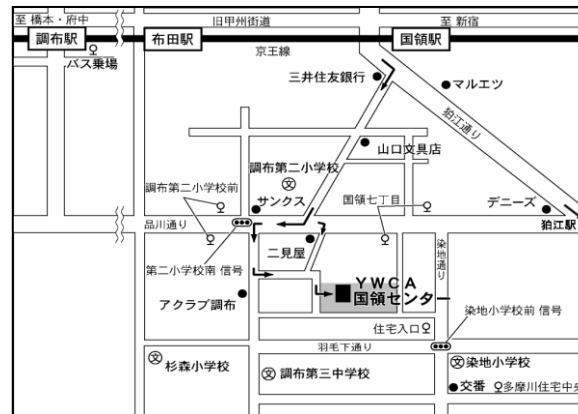 至 橋本・府中
旧甲州街道
至 新宿
調布駅
布田駅
国領駅
京王線
バス乗場
三井住友銀行
マルエツ
狛江通り
山口文具店
調布第二小学校
文
調布第二小学校前
サンクス
国領七丁目
デニーズ
狛江駅
品川通り
二見屋
染地通り
第二小学校南 信号
YWCA
国領センター
アクラブ調布
染地小学校前 信号
住宅入口
羽毛下通り
文
杉森小学校
文
調布第三中学校
文
染地小学校
交番
多摩川住宅中央